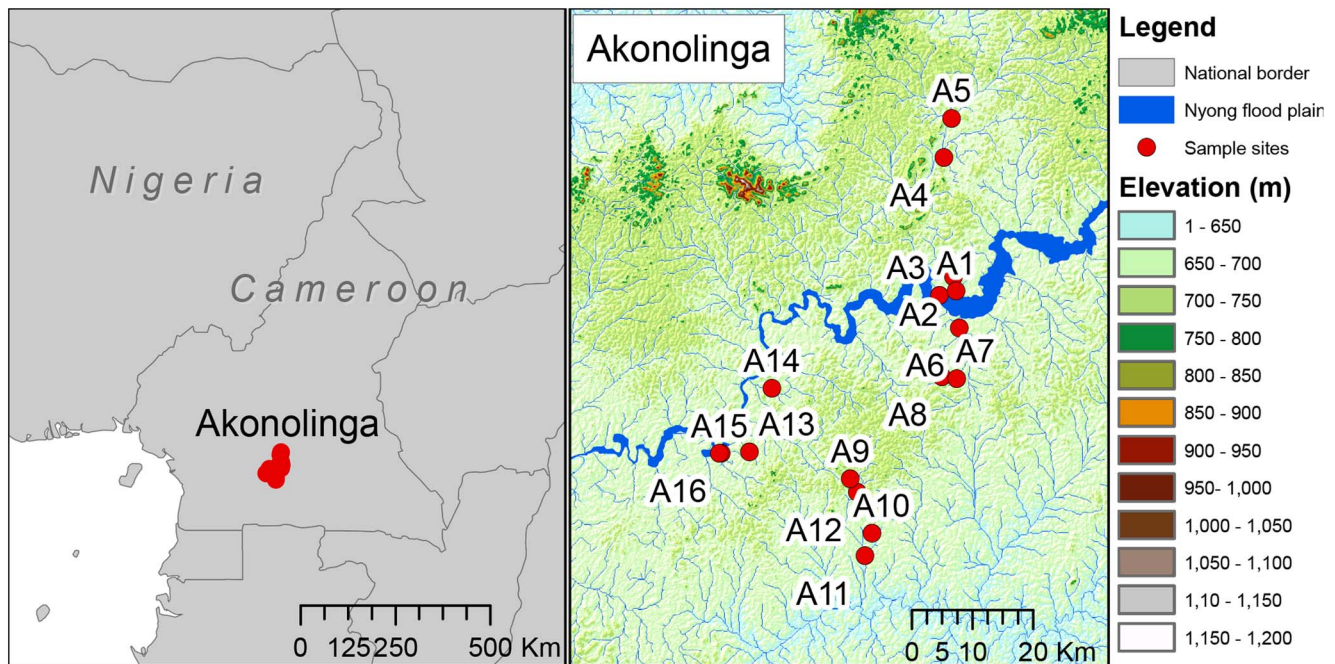 Nigeria
Cameroon
Akonolinga
0 125 250 500 Km
Akonolinga
A5
A4
A3 A1
A2
A14
A6 A7
A8
A15 A13
A9
A16
A10
A12
A11
0 5 10 20 Km
Legend
National border
Nyong flood plain
Sample sites
Elevation (m)
1 - 650
650 - 700
700 - 750
750 - 800
800 - 850
850 - 900
900 - 950
950- 1,000
1,000 - 1,050
1,050 - 1,100
1,10 - 1,150
1,150 - 1,200